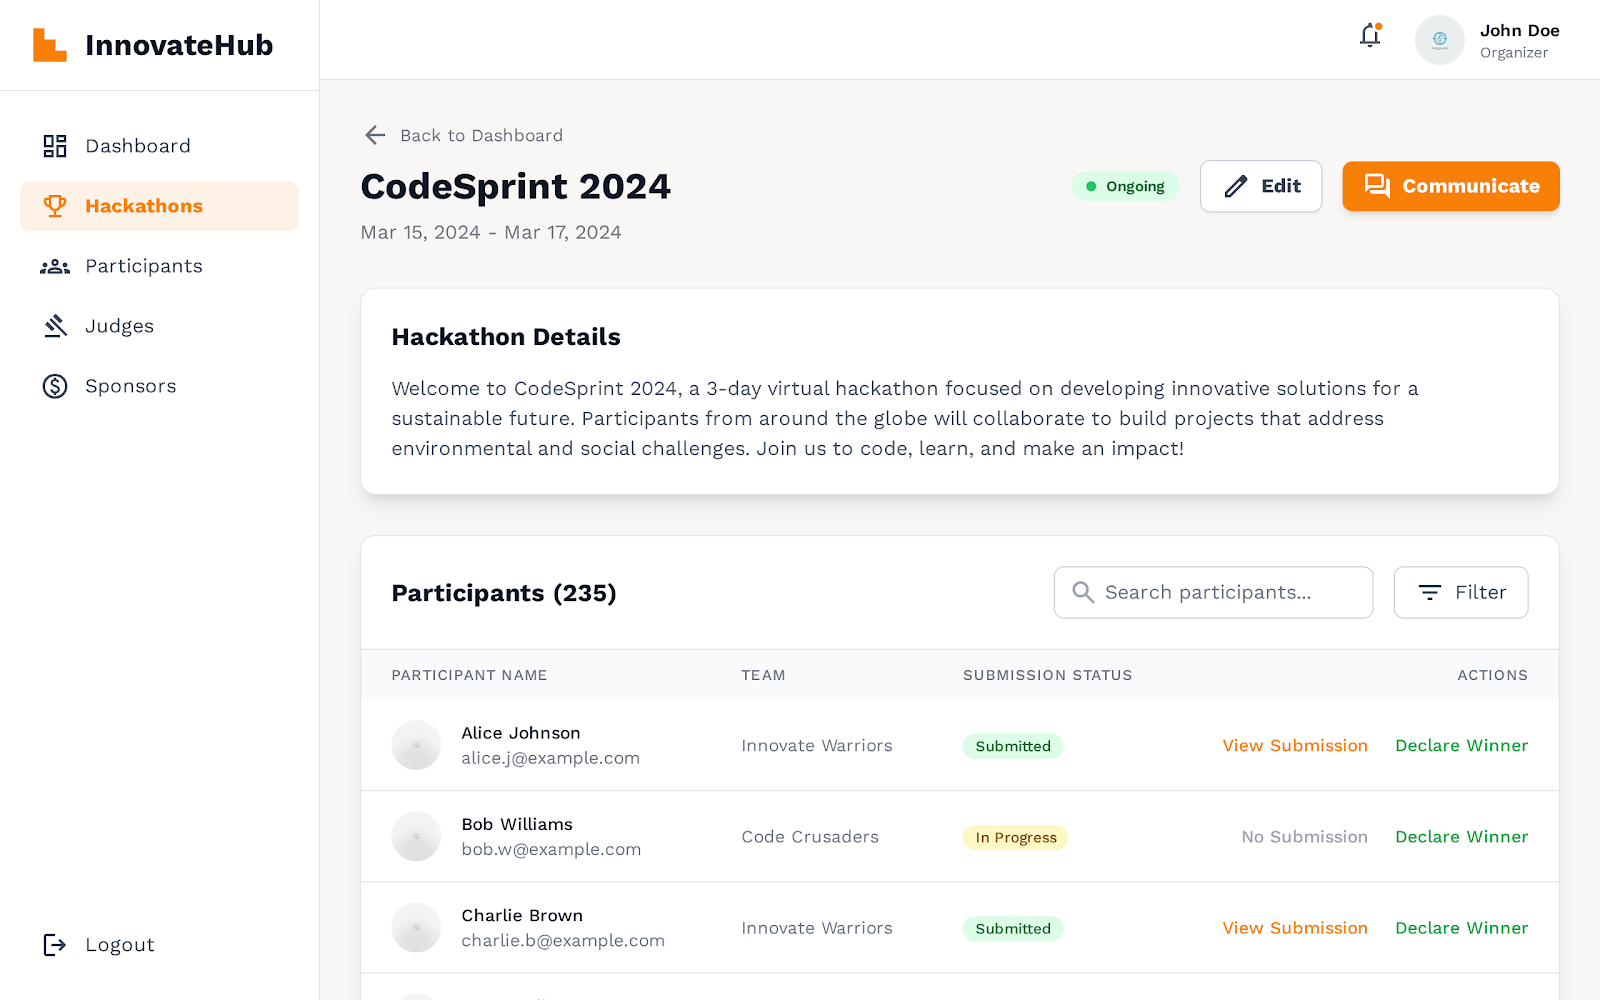 InnovateHub
Dashboard
Hackathons
Participants
Judges
Sponsors
Logout
John Doe
Organizer
Back to Dashboard
CodeSprint 2024
Mar 15, 2024 - Mar 17, 2024
Ongoing
Edit
Communicate
Hackathon Details
Welcome to CodeSprint 2024, a 3-day virtual hackathon focused on developing innovative solutions for a
sustainable future. Participants from around the globe will collaborate to build projects that address
environmental and social challenges. Join us to code, learn, and make an impact!
Participants (235)
Search participants...
Filter
PARTICIPANT NAME TEAM SUBMISSION STATUS ACTIONS
Alice Johnson
alice.j@example.com
Innovate Warriors
Submitted
View Submission
Declare Winner
Bob Williams
bob.w@example.com
Code Crusaders
In Progress
No Submission
Declare Winner
Charlie Brown
charlie.b@example.com
Innovate Warriors
Submitted
View Submission
Declare Winner